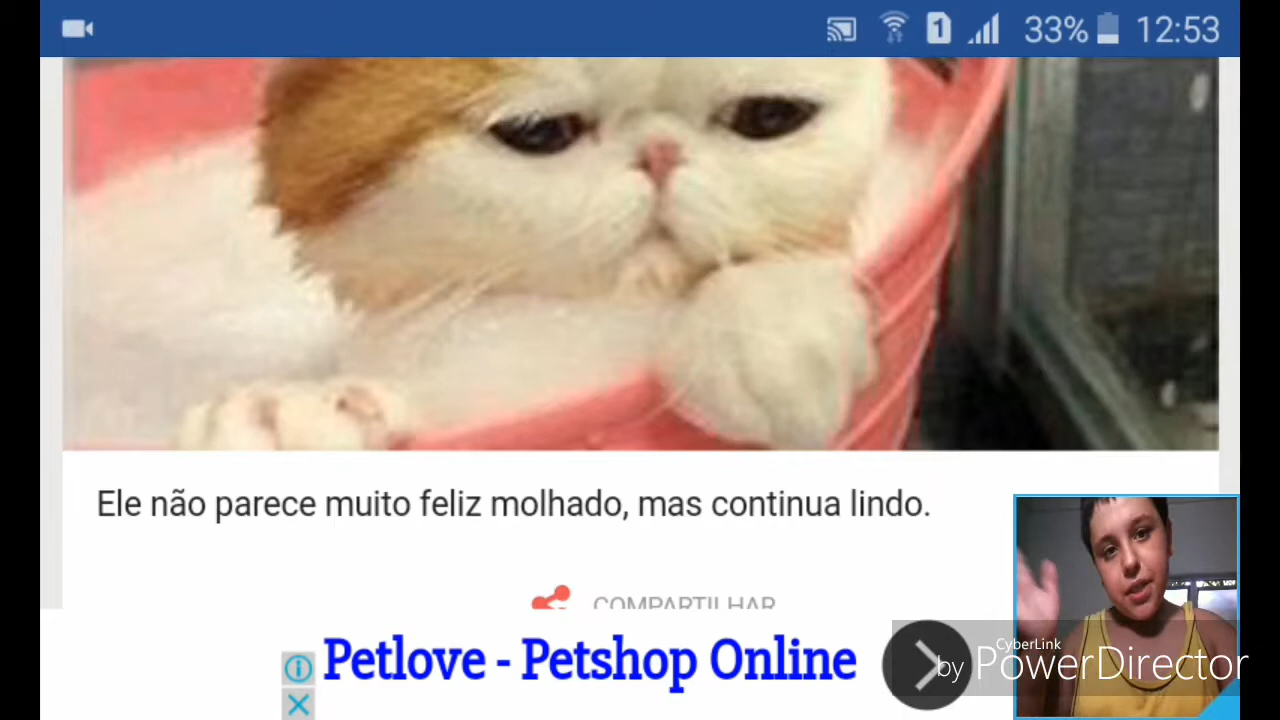 1 33% 12:53
Ele não parece muito feliz molhado, mas continua lindo.
COMPARTILHAR
Petlove - Petshop Online
CyberLink
by PowerDirector